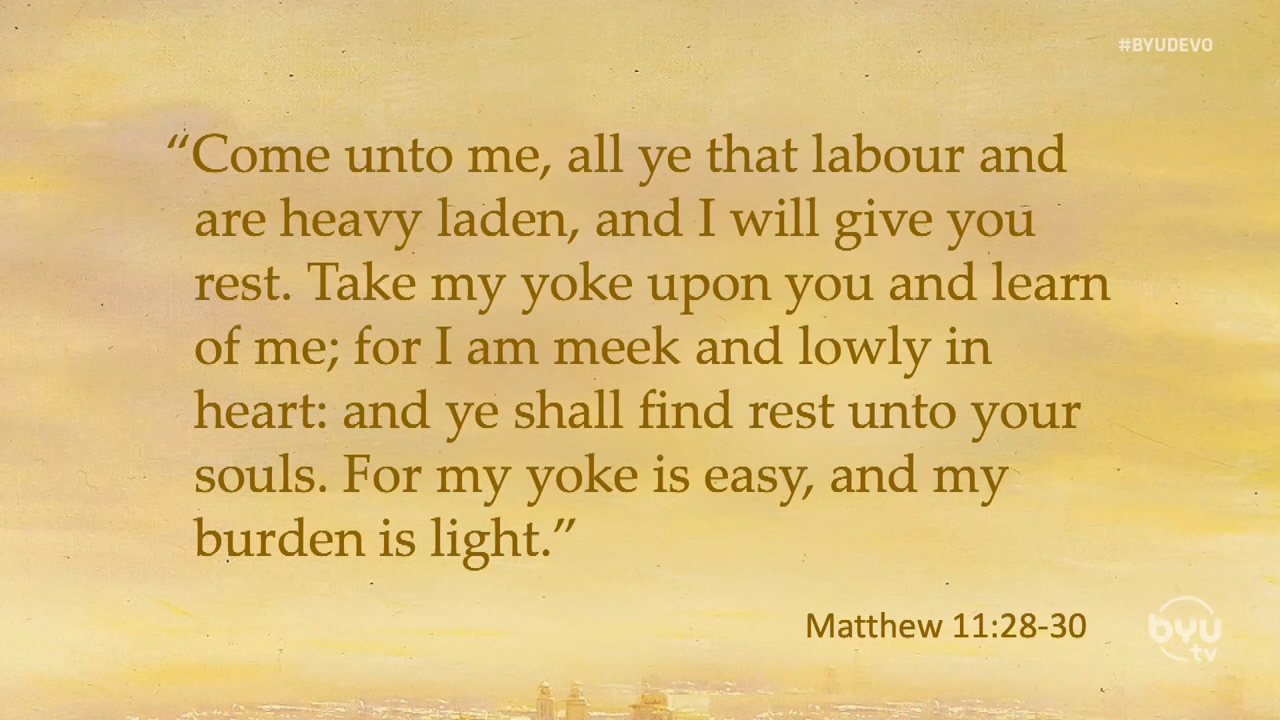 #BYUDEVO
“Come unto me, all ye that labour and
are heavy laden, and I will give you
rest. Take my yoke upon you and learn
of me; for I am meek and lowly in
heart: and ye shall find rest unto your
souls. For my yoke is easy, and my
burden is light.”
Matthew 11:28-30
byu
tv